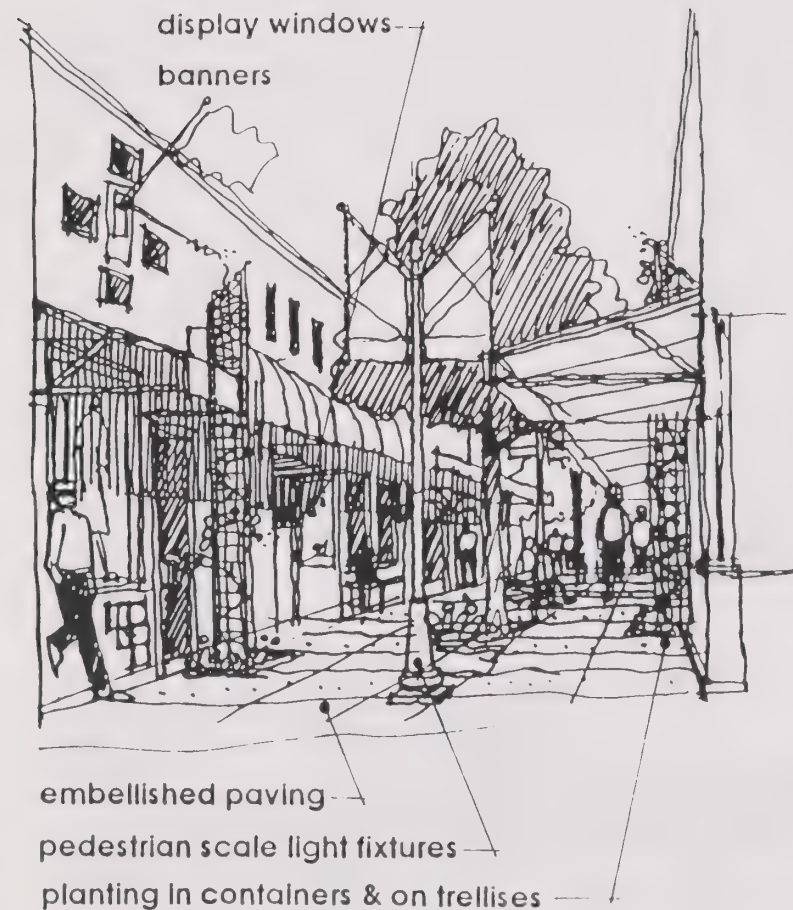 display windows
banners
embellished paving
pedestrian scale light fixtures
planting in containers & on trellises